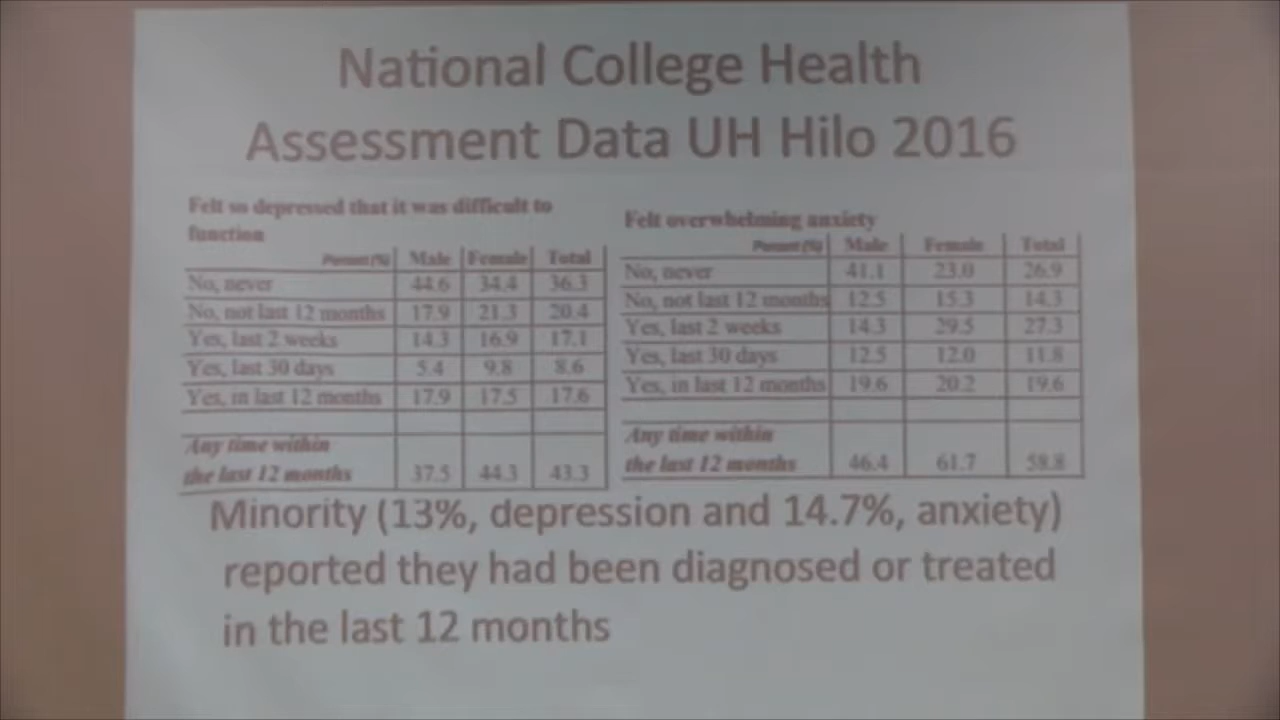 National College Health
Assessment Data UH Hilo 2016
Felt so depressed that it was difficult to
function
Percent (%) Male Female Total
No, never 44.6 34.4 36.3
No, not last 12 months 17.9 21.3 20.4
Yes, last 2 weeks 14.3 16.9 17.1
Yes, last 30 days 5.4 9.8 8.6
Yes, in last 12 months 17.9 17.5 17.6
Any time within
the last 12 months 37.5 44.3 43.3
Felt overwhelming anxiety
Percent (%) Male Female Total
No, never 41.1 23.0 26.9
No, not last 12 months 12.5 15.3 14.3
Yes, last 2 weeks 14.3 29.5 27.3
Yes, last 30 days 12.5 12.0 11.8
Yes, in last 12 months 19.6 20.2 19.6
Any time within
the last 12 months 46.4 61.7 58.8
Minority (13%, depression and 14.7%, anxiety)
reported they had been diagnosed or treated
in the last 12 months